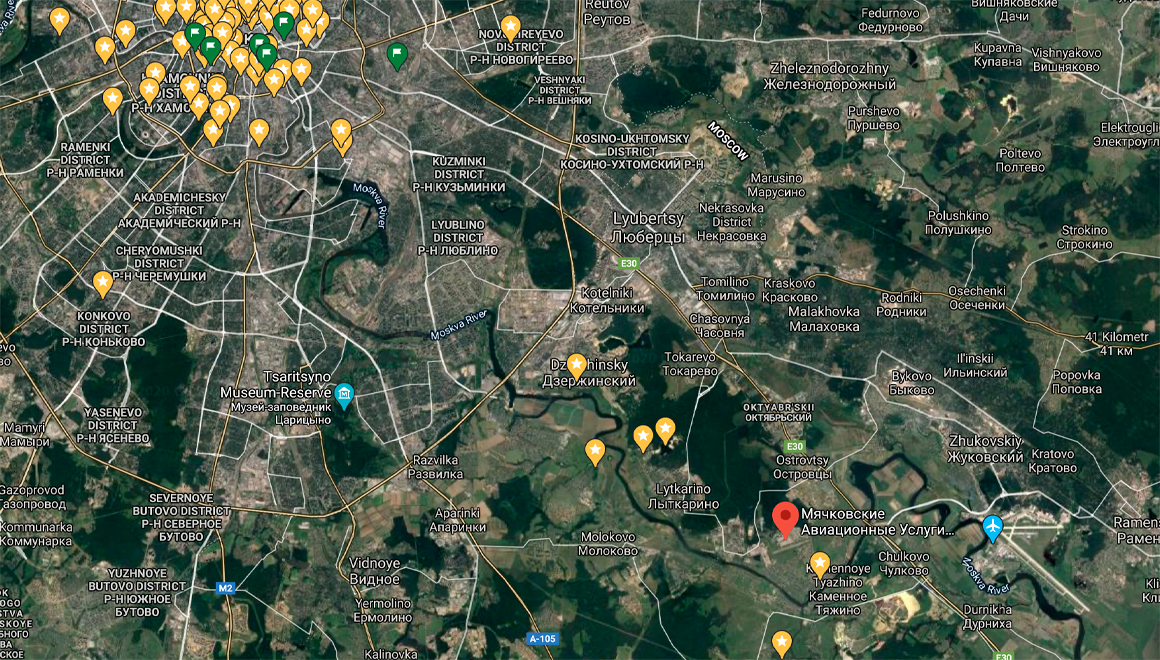 Reutov
Реутов
Fedurnovo
Федурново
Вишняковские
Дачи
DISTRICT
Р-Н НОВОГИРЕЕВО
Kupavna
Купавна
Vishnyakovo
Вишняково
VESHNYAKI
DISTRICT
Р-Н ВЕШНЯКИ
Zheleznodorozhny
Железнодорожный
Purshevo
Пуршево
MOSCOW
KOSINO-UKHTOMSKY
DISTRICT
КОСИНО-УХТОМСКИЙ Р-Н
RAMENKI
DISTRICT
Р-Н РАМЕНКИ
KUZMINKI
DISTRICT
Р-Н КУЗЬМИНКИ
Poltevo
Полтево
Marusino
Марусино
Moskva River
AKADEMICHESKY
DISTRICT
АКАДЕМИЧЕСКИЙ Р-Н
Nekrasovka
District
Некрасовка
Lyubertsy
Люберцы
LYUBLINO
DISTRICT
Р-Н ЛЮБЛИНО
Polushkino
Полушкино
Strokino
Строкино
CHERYOMUSHKI
DISTRICT
Р-Н ЧЕРЕМУШКИ
E30
Kotelniki
Котельники
Tomilino
Томилино
Kraskovo
Красково
Malakhovka
Малаховка
Rodniki
Родники
Osechenki
Осеченки
KONKOVO
DISTRICT
Р-Н КОНЬКОВО
Moskva River
Chasovnya
Часовня
41 Kilometr
41 км
Дзержинский
Tokarevo
Токарево
Il'inskii
Ильинский
Bykovo
Быково
Popovka
Поповка
Tsaritsyno
Museum-Reserve
Музей-заповедник
Царицыно
YASENEVO
DISTRICT
Р-Н ЯСЕНЕВО
Mamyri
Мамыри
OKTYABR'SKII
ОКТЯБРЬСКИЙ
E30
Zhukovskiy
Жуковский
Kratovo
Кратово
Razvilka
Развилка
Ostrovtsy
Островцы
Lytkarino
Лыткарино
Gazoprovod
Газопровод
SEVERNOYE
BUTOVO DISTRICT
Р-Н СЕВЕРНОЕ
БУТОВО
Aparinki
Апаринки
Мячковские
Авиационные Услуги...
Kommunarka
Коммунарка
Molokovo
Молоково
Chulkovo
Чулково
Tyazhino
Каменное
Тяжино
Moskva River
Vidnoye
Видное
YUZHNOYE
BUTOVO DISTRICT
Р-Н ЮЖНОЕ
БУТОВО
M2
Yermolino
Ермолино
Durnikha
Дурниха
A-105
Kalinovka
E30